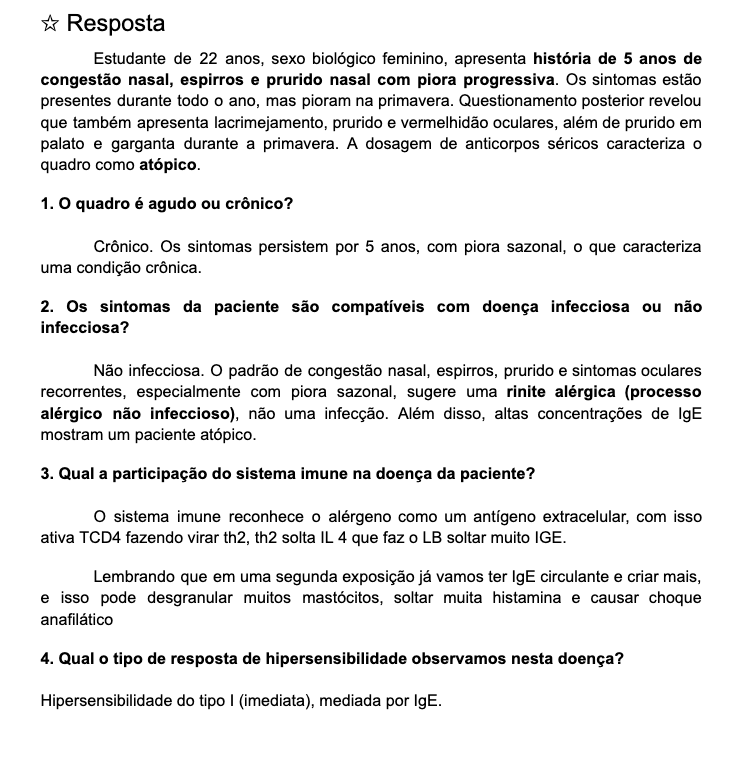 ☆ Resposta
Estudante de 22 anos, sexo biológico feminino, apresenta história de 5 anos de
congestão nasal, espirros e prurido nasal com piora progressiva. Os sintomas estão
presentes durante todo o ano, mas pioram na primavera. Questionamento posterior revelou
que também apresenta lacrimejamento, prurido e vermelhidão oculares, além de prurido em
palato e garganta durante a primavera. A dosagem de anticorpos séricos caracteriza o
quadro como atópico.
1. O quadro é agudo ou crônico?
Crônico. Os sintomas persistem por 5 anos, com piora sazonal, o que caracteriza
uma condição crônica.
2. Os sintomas da paciente são compatíveis com doença infecciosa ou não
infecciosa?
Não infecciosa. O padrão de congestão nasal, espirros, prurido e sintomas oculares
recorrentes, especialmente com piora sazonal, sugere uma rinite alérgica (processo
alérgico não infeccioso), não uma infecção. Além disso, altas concentrações de IgE
mostram um paciente atópico.
3. Qual a participação do sistema imune na doença da paciente?
O sistema imune reconhece o alérgeno como um antígeno extracelular, com isso
ativa TCD4 fazendo virar th2, th2 solta IL 4 que faz o LB soltar muito IGE.
Lembrando que em uma segunda exposição já vamos ter IgE circulante e criar mais,
e isso pode desgranular muitos mastócitos, soltar muita histamina e causar choque
anafilático
4. Qual o tipo de resposta de hipersensibilidade observamos nesta doença?
Hipersensibilidade do tipo I (imediata), mediada por IgE.